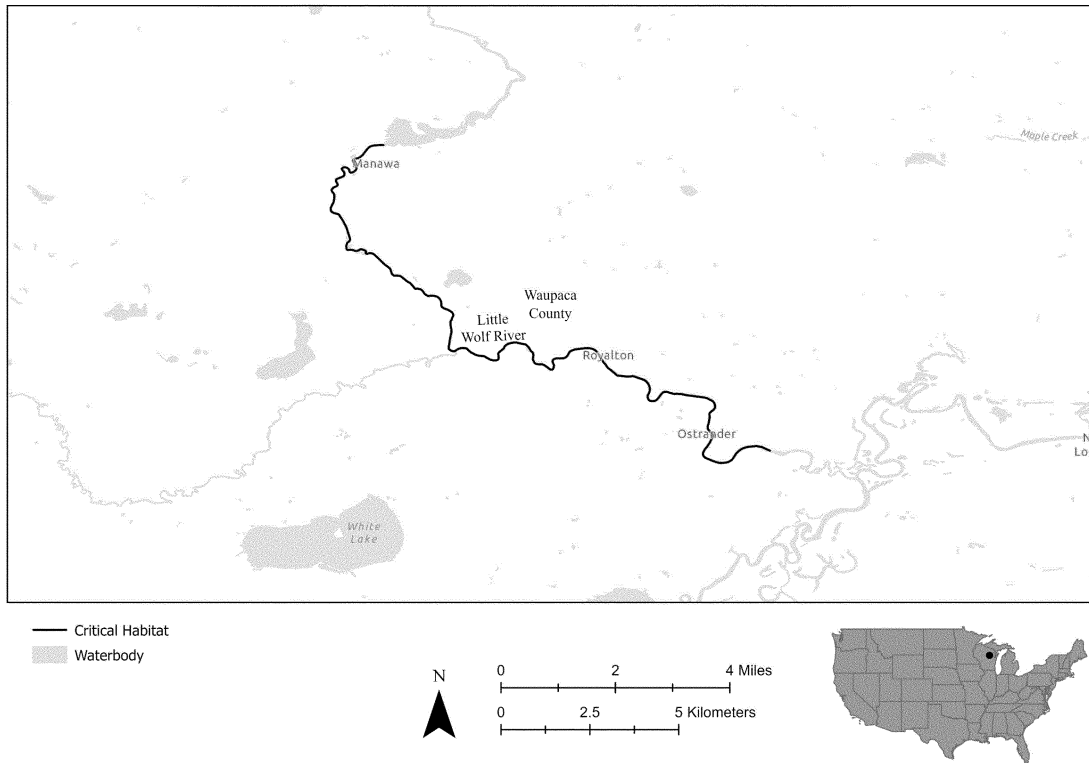 Maple Creek
Manawa
Waupaca
County
Little
Wolf River
Royalton
Ostrander
N
Lo
White
Lake
Critical Habitat
Waterbody
N
0 2 4 Miles
0 2.5 5 Kilometers